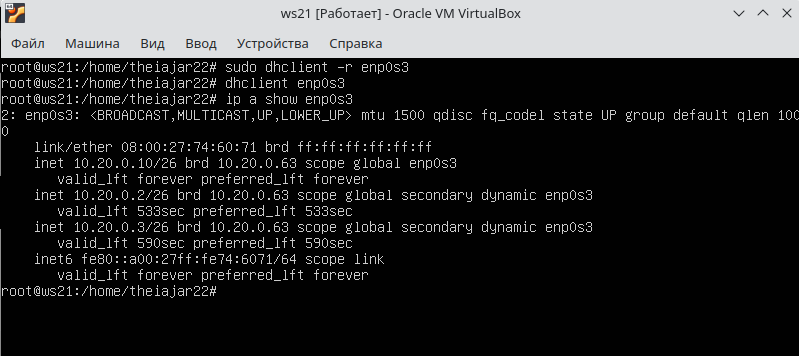 ws21 [Работает] - Oracle VM VirtualBox
Файл Машина Вид Ввод Устройства Справка
root@ws21:/home/theiajar22# sudo dhclient -r enp0s3
root@ws21:/home/theiajar22# dhclient enp0s3
root@ws21:/home/theiajar22# ip a show enp0s3
2: enp0s3: <BROADCAST,MULTICAST,UP,LOWER_UP> mtu 1500 qdisc fq_codel state UP group default qlen 100
0
link/ether 08:00:27:74:60:71 brd ff:ff:ff:ff:ff:ff
inet 10.20.0.10/26 brd 10.20.0.63 scope global enp0s3
valid_lft forever preferred_lft forever
inet 10.20.0.2/26 brd 10.20.0.63 scope global secondary dynamic enp0s3
valid_lft 533sec preferred_lft 533sec
inet 10.20.0.3/26 brd 10.20.0.63 scope global secondary dynamic enp0s3
valid_lft 590sec preferred_lft 590sec
inet6 fe80::a00:27ff:fe74:6071/64 scope link
valid_lft forever preferred_lft forever
root@ws21:/home/theiajar22#